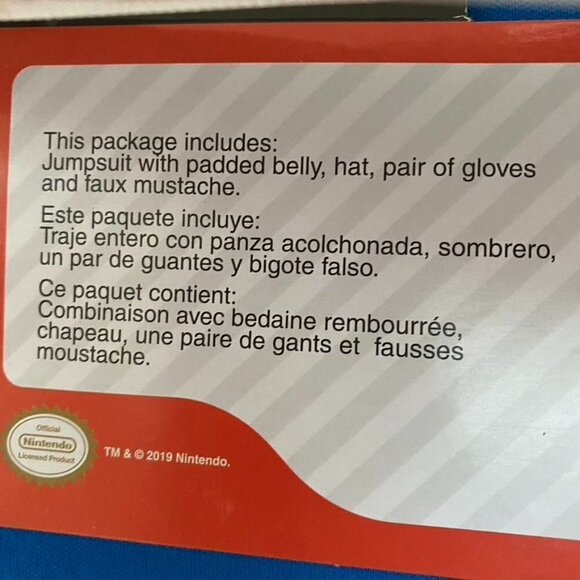 This package includes:
Jumpsuit with padded belly, hat, pair of gloves
and faux mustache.
Este paquete incluye:
Traje entero con panza acolchonada, sombrero,
un par de guantes y bigote falso.
Ce paquet contient:
Combinaison avec bedaine rembourrée,
chapeau, une paire de gants et fausses
moustache.
Official
Nintendo
Licensed Product
TM & © 2019 Nintendo.